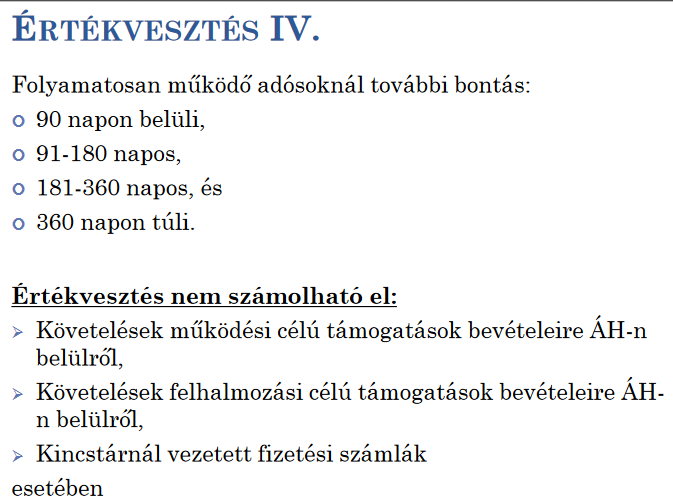 ÉRTÉKVESZTÉS IV.
Folyamatosan működő adósoknál további bontás:
90 napon belüli,
91-180 napos,
181-360 napos, és
360 napon túli.
Értékvesztés nem számolható el:
Követelések működési célú támogatások bevételeire ÁH-n
belülről,
Követelések felhalmozási célú támogatások bevételeire ÁH-
n belülről,
Kincstárnál vezetett fizetési számlák
esetében